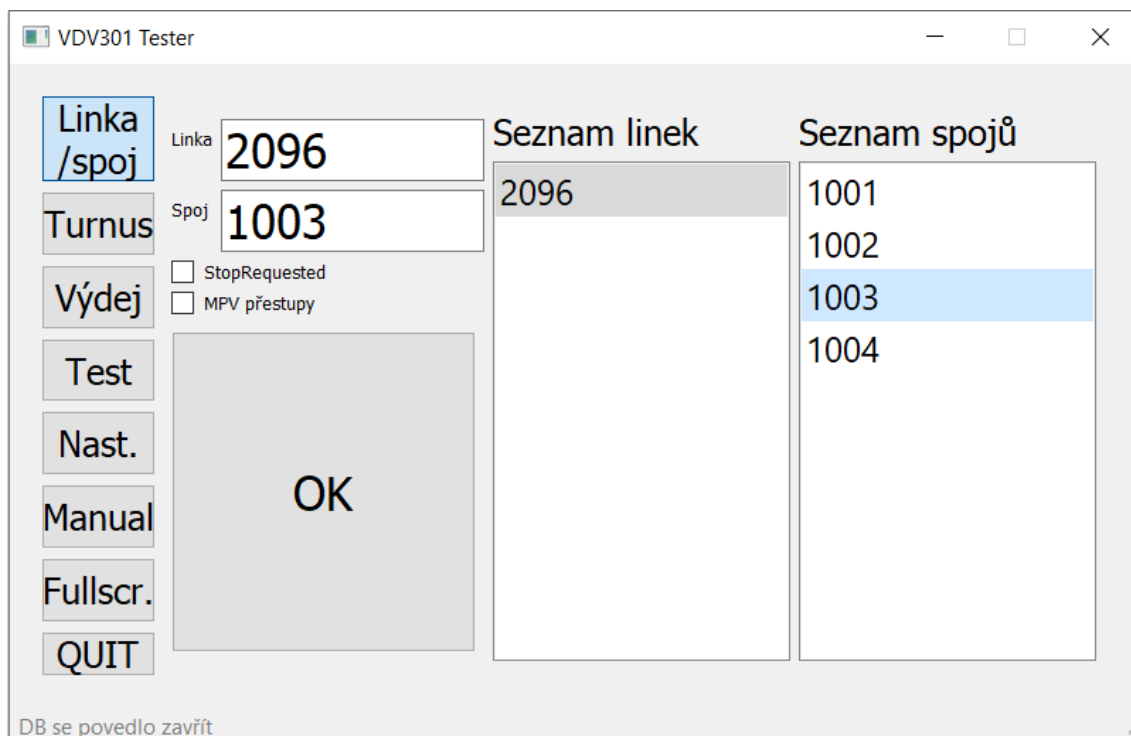 VDV301 Tester
Linka
/spoj
Turnus
Výdej
Test
Nast.
Manual
Fullscr.
QUIT
Linka 2096
Spoj 1003
StopRequested
MPV přestupy
OK
Seznam linek
2096
Seznam spojů
1001
1002
1003
1004
DB se povedlo zavřít